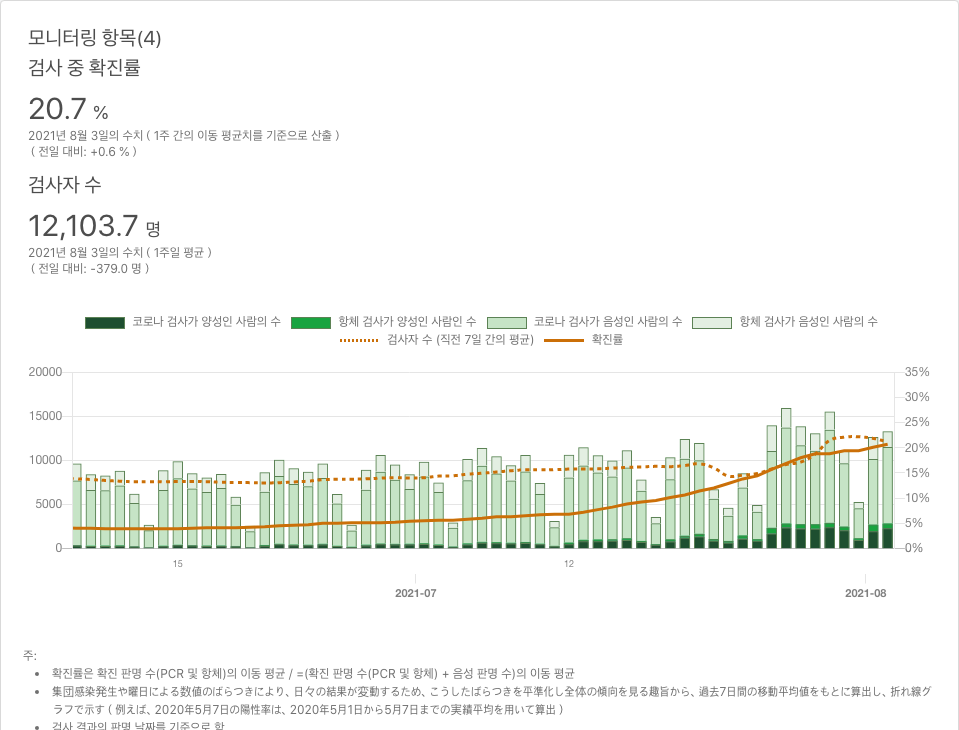 모니터링 항목(4)
검사 중 확진률
20.7 %
2021년 8월 3일의 수치 ( 1주 간의 이동 평균치를 기준으로 산출 )
( 전일 대비: +0.6 % )
검사자 수
12,103.7 명
2021년 8월 3일의 수치 ( 1주일 평균 )
( 전일 대비: -379.0 명 )
코로나 검사가 양성인 사람의 수 항체 검사가 양성인 사람인 수 코로나 검사가 음성인 사람의 수 항체 검사가 음성인 사람의 수
검사자 수 (직전 7일 간의 평균) 확진률
20000 35%
30%
15000 25%
10000 20%
15%
5000 10%
5%
0 0%
15 12
2021-07 2021-08
주:
확진률은 확진 판명 수(PCR 및 항체)의 이동 평균 / =(확진 판명 수(PCR 및 항체) + 음성 판명 수)의 이동 평균
集団感染発生や曜日による数値のばらつきにより、日々の結果が変動するため、こうしたばらつきを平準化し全体の傾向を見る趣旨から、過去7日間の移動平均値をもとに算出し、折れ線グ
ラフで示す ( 例えば、2020年5月7日の陽性率は、2020年5月1日から5月7日までの実績平均を用いて算出 )
검사 결과의 판명 날짜를 기준으로 함